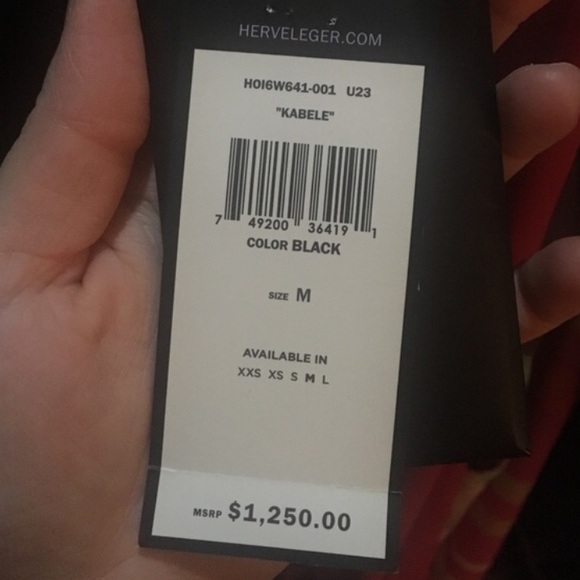 HERVELEGER.COM
HOI6W641-001 U23
"KABELE"
7 49200 36419 1
COLOR BLACK
SIZE M
AVAILABLE IN
XXS XS S M L
MSRP $1,250.00